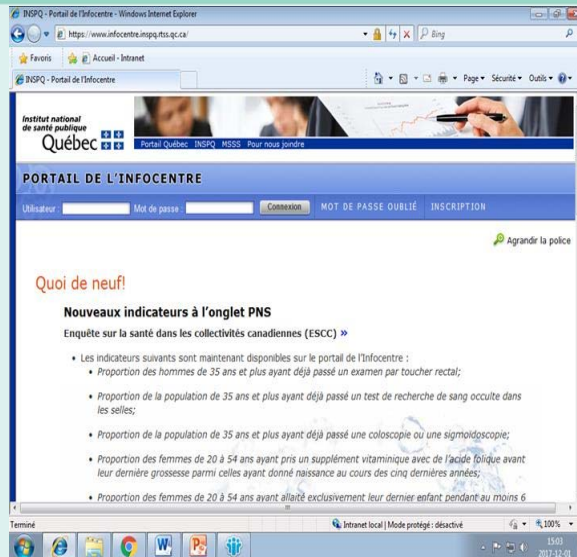 INSPQ - Portail de l'Infocentre - Windows Internet Explorer
https://www.infocentre.inspq.rtss.qc.ca/
Bing
Favoris
Accueil - Intranet
INSPQ - Portail de l'Infocentre
Page
Sécurité
Outils
Institut national
de santé publique
Québec
Portail Québec INSPQ MSSS Pour nous joindre
PORTAIL DE L'INFOCENTRE
Utilisateur :
Mot de passe :
Connexion
MOT DE PASSE OUBLIÉ
INSCRIPTION
Agrandir la police
Quoi de neuf!
Nouveaux indicateurs à l'onglet PNS
Enquête sur la santé dans les collectivités canadiennes (ESCC) »
• Les indicateurs suivants sont maintenant disponibles sur le portail de l'Infocentre :
• Proportion des hommes de 35 ans et plus ayant déjà passé un examen par toucher rectal;
• Proportion de la population de 35 ans et plus ayant déjà passé un test de recherche de sang occulte dans
les selles;
• Proportion de la population de 35 ans et plus ayant déjà passé une coloscopie ou une sigmoïdoscopie;
• Proportion des femmes de 20 à 54 ans ayant pris un supplément vitaminique avec de l'acide folique avant
leur dernière grossesse parmi celles ayant donné naissance au cours des cinq dernières années;
• Proportion des femmes de 20 à 54 ans ayant allaité exclusivement leur dernier enfant pendant au moins 6
Terminé
Intranet local | Mode protégé : désactivé
100%
15:03
2017-12-01